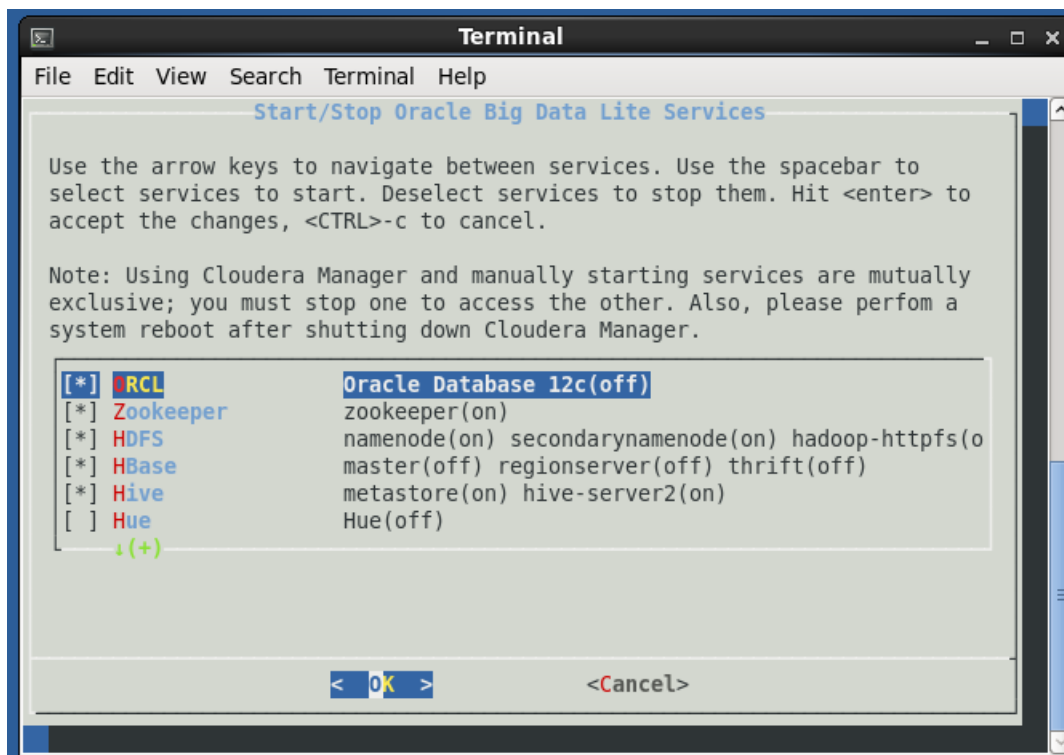 Terminal
File Edit View Search Terminal Help
Start/Stop Oracle Big Data Lite Services
Use the arrow keys to navigate between services. Use the spacebar to
select services to start. Deselect services to stop them. Hit <enter> to
accept the changes, <CTRL>-c to cancel.
Note: Using Cloudera Manager and manually starting services are mutually
exclusive; you must stop one to access the other. Also, please perfom a
system reboot after shutting down Cloudera Manager.
[*] ORCL Oracle Database 12c(off)
[*] Zookeeper zookeeper(on)
[*] HDFS namenode(on) secondarynamenode(on) hadoop-httpfs(o
[*] HBase master(off) regionserver(off) thrift(off)
[*] Hive metastore(on) hive-server2(on)
[ ] Hue Hue(off)
↓(+)
< OK > <Cancel>